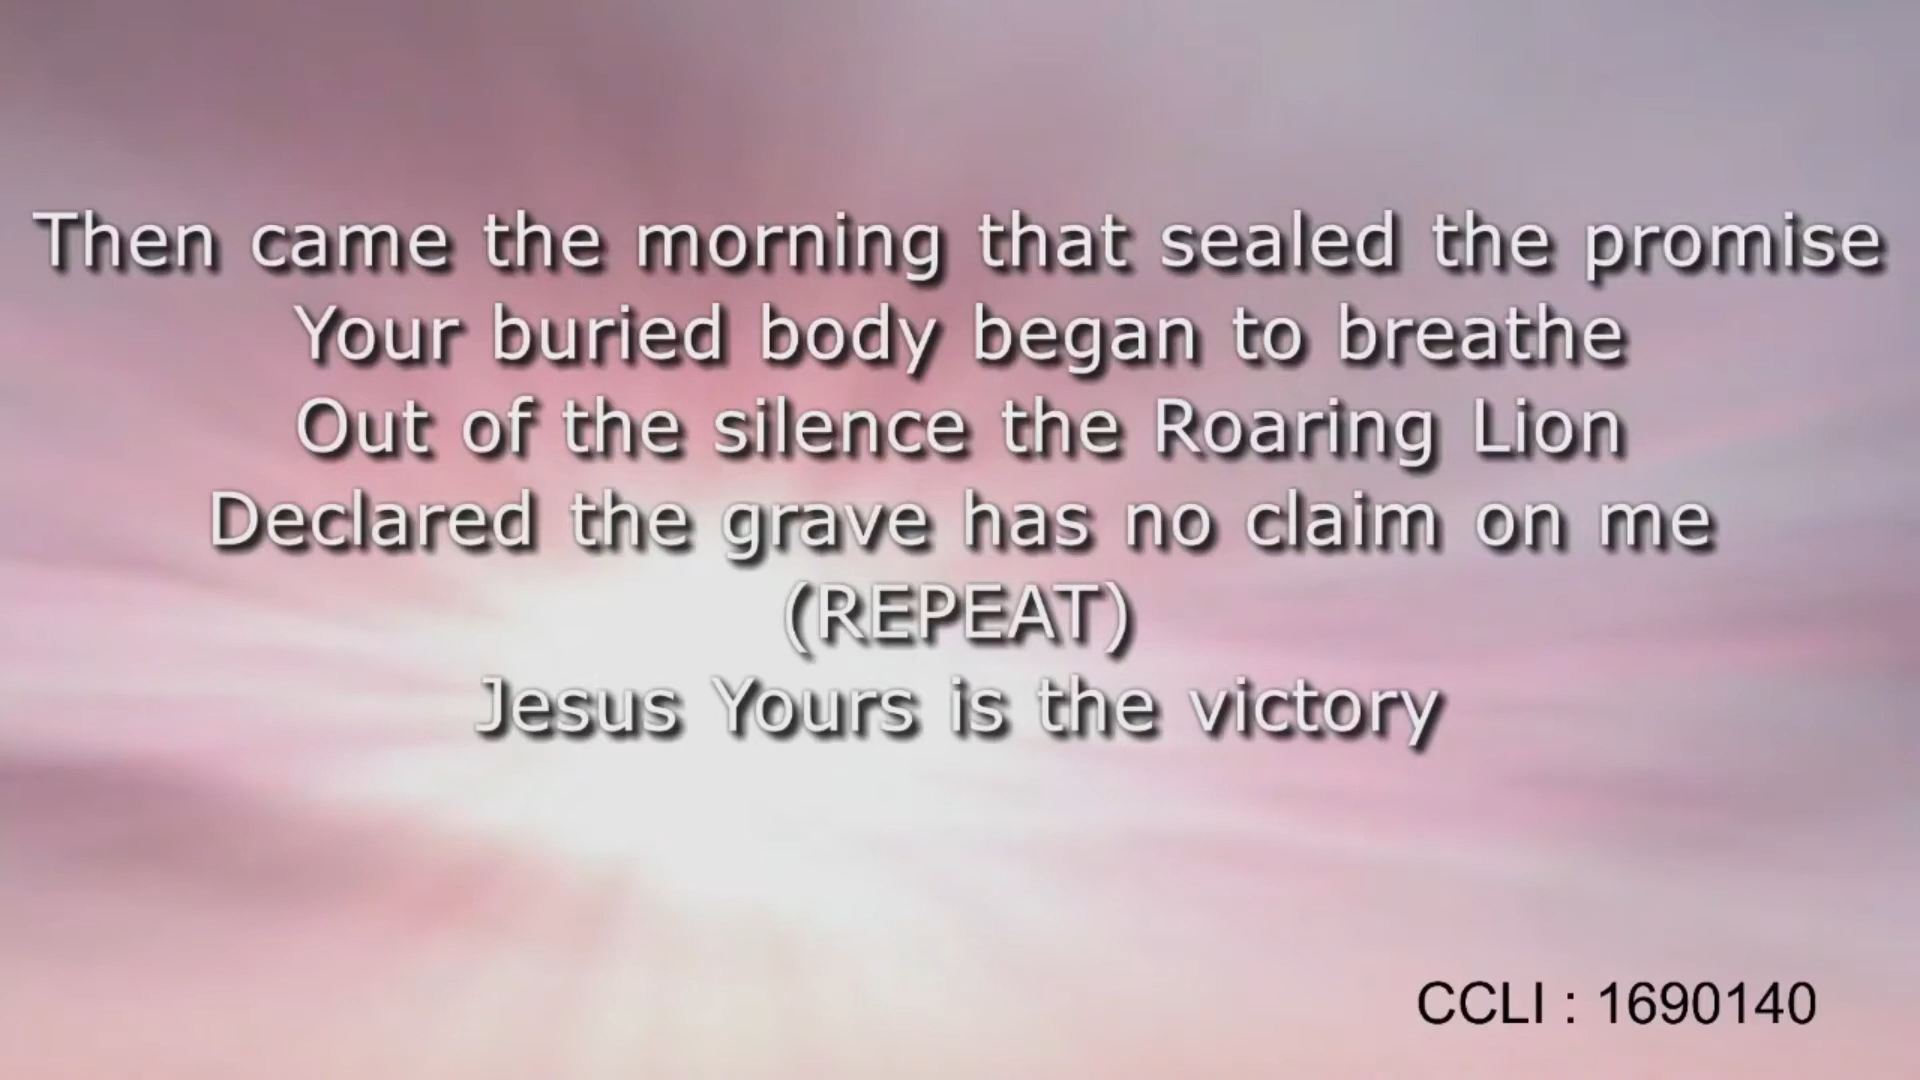 Then came the morning that sealed the promise
Your buried body began to breathe
Out of the silence the Roaring Lion
Declared the grave has no claim on me
(REPEAT)
Jesus Yours is the victory
CCLI : 1690140